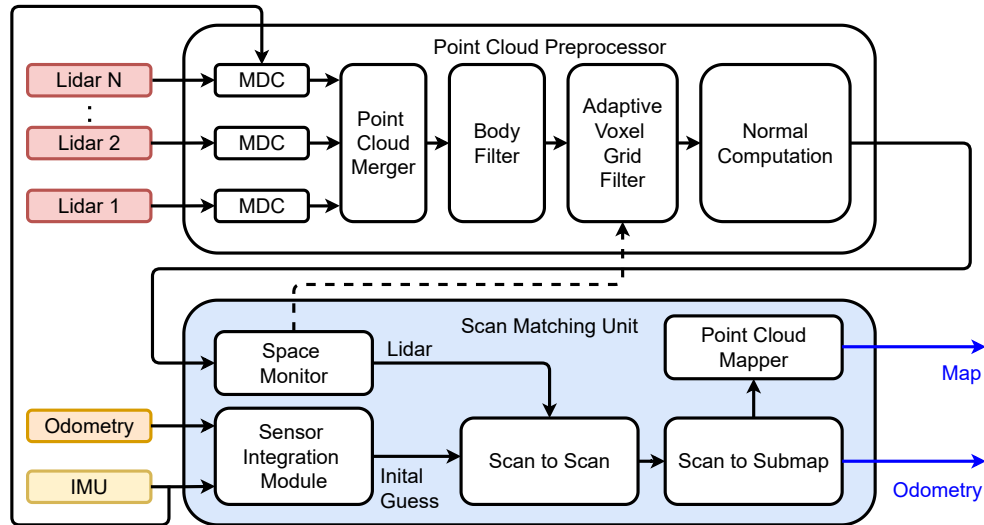 Point Cloud Preprocessor
Lidar N
:
Lidar 2
Lidar 1
MDC
MDC
MDC
Point
Cloud
Merger
Body
Filter
Adaptive
Voxel
Grid
Filter
Normal
Computation
Scan Matching Unit
Space
Monitor
Lidar
Point Cloud
Mapper
Map
Odometry
IMU
Sensor
Integration
Module
Inital
Guess
Scan to Scan
Scan to Submap
Odometry